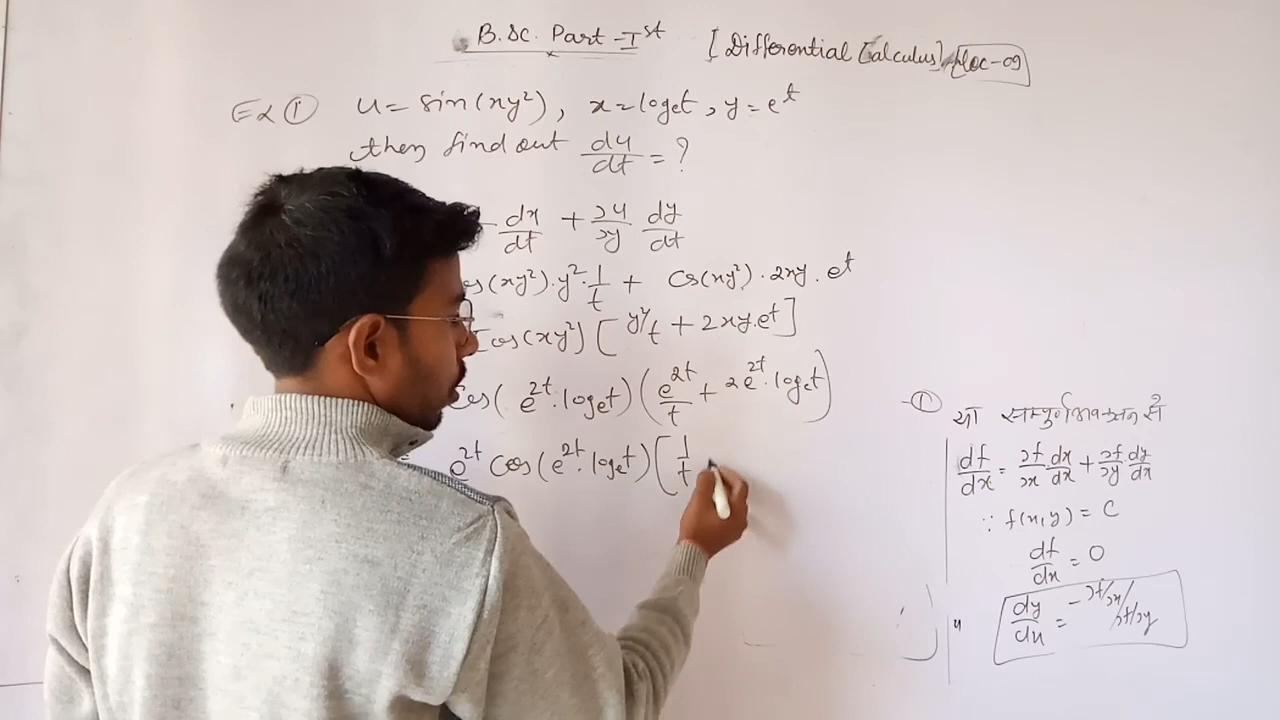 B.Sc. Part-Ist [Differential Calculus] Lec-09
Ex ① u = sin(xy²), x = logₑt, y = eᵗ
then find out du/dt = ?
dx/dt + ∂u/∂y dy/dt
os(xy²).y².1/t + Cos(xy²).2xy.eᵗ
Cos(xy²)[y²/t + 2xy.eᵗ]
Cos(e²ᵗ.logₑt)(e²ᵗ/t + 2e²ᵗ.logₑt)
= e²ᵗ Cos(e²ᵗ.logₑt)[1/t
-①
या सम्पूर्ण अवकलन से
df/dx = ∂f/∂x dx/dx + ∂f/∂y dy/dx
∵ f(x,y) = C
df/dx = 0
dy/dx = -∂f/∂x/∂f/∂y